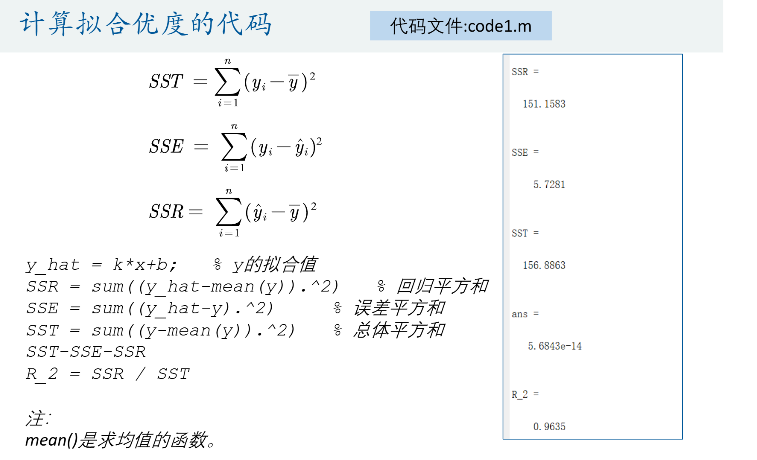 计算拟合优度的代码
代码文件:code1.m
SST = \sum_{i=1}^{n} (y_i - \bar{y})^2
SSE = \sum_{i=1}^{n} (y_i - \hat{y}_i)^2
SSR = \sum_{i=1}^{n} (\hat{y}_i - \bar{y})^2
y_hat = k*x+b; % y的拟合值
SSR = sum((y_hat-mean(y)).^2) % 回归平方和
SSE = sum((y_hat-y).^2) % 误差平方和
SST = sum((y-mean(y)).^2) % 总体平方和
SST-SSE-SSR
R_2 = SSR / SST
注:
mean()是求均值的函数。
SSR =
151.1583
SSE =
5.7281
SST =
156.8863
ans =
5.6843e-14
R_2 =
0.9635